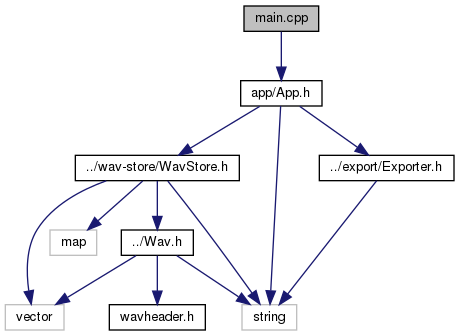 main.cpp
app/App.h
../wav-store/WavStore.h
../export/Exporter.h
map
../Wav.h
vector
wavheader.h
string